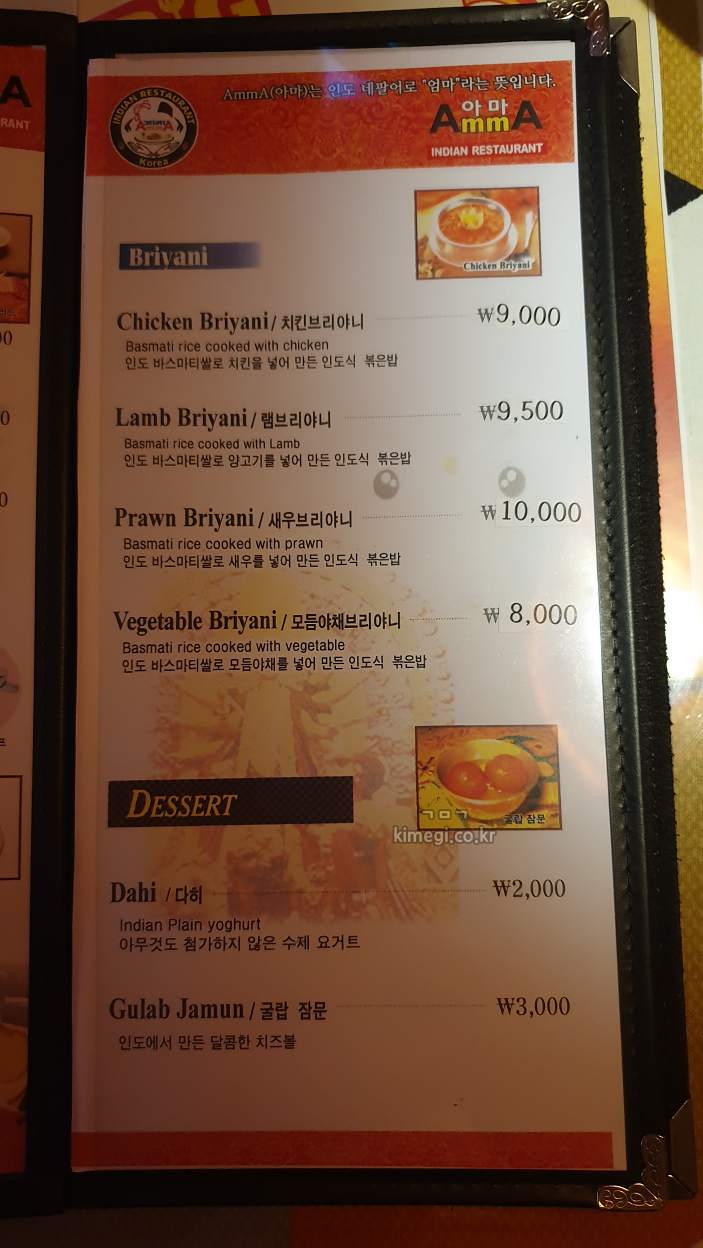 AmmA(아마)는 인도 네팔어로 "엄마"라는 뜻입니다.
INDIAN RESTAURANT
Korea
아마
AmmA
INDIAN RESTAURANT
Briyani
Chicken Briyani
Chicken Briyani / 치킨브리야니 ₩9,000
Basmati rice cooked with chicken
인도 바스마티쌀로 치킨을 넣어 만든 인도식 볶은밥
Lamb Briyani / 램브리야니 ₩9,500
Basmati rice cooked with Lamb
인도 바스마티쌀로 양고기를 넣어 만든 인도식 볶은밥
Prawn Briyani / 새우브리야니 ₩10,000
Basmati rice cooked with prawn
인도 바스마티쌀로 새우를 넣어 만든 인도식 볶은밥
Vegetable Briyani / 모듬야채브리야니 ₩ 8,000
Basmati rice cooked with vegetable
인도 바스마티쌀로 모듬야채를 넣어 만든 인도식 볶은밥
DESSERT
굴랍 잠문
ㄱㅁㄱ
kimegi.co.kr
Dahi / 다히 ₩2,000
Indian Plain yoghurt
아무것도 첨가하지 않은 수제 요거트
Gulab Jamun / 굴랍 잠문 ₩3,000
인도에서 만든 달콤한 치즈볼